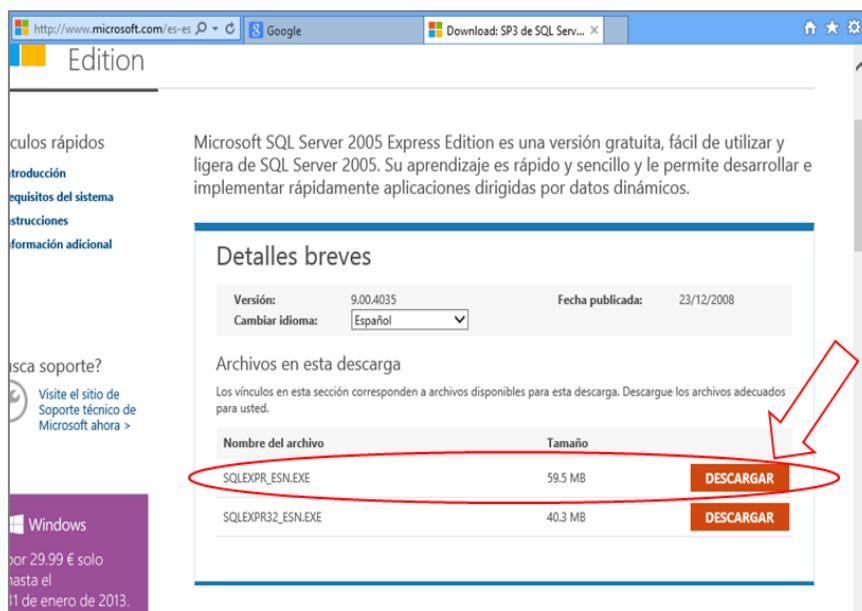 http://www.microsoft.com/es-es
Google
Download: SP3 de SQL Serv...
Edition
culos rápidos
troducción
equisitos del sistema
strucciones
formación adicional
Microsoft SQL Server 2005 Express Edition es una versión gratuita, fácil de utilizar y
ligera de SQL Server 2005. Su aprendizaje es rápido y sencillo y le permite desarrollar e
implementar rápidamente aplicaciones dirigidas por datos dinámicos.
Detalles breves
Versión: 9.00.4035 Fecha publicada: 23/12/2008
Cambiar idioma: Español
Archivos en esta descarga
Los vínculos en esta sección corresponden a archivos disponibles para esta descarga. Descargue los archivos adecuados
para usted.
Nombre del archivo Tamaño
SQLEXPR_ESN.EXE 59.5 MB DESCARGAR
SQLEXPR32_ESN.EXE 40.3 MB DESCARGAR
usca soporte?
Visite el sitio de
Soporte técnico de
Microsoft ahora >
Windows
por 29.99 € solo
hasta el
31 de enero de 2013.